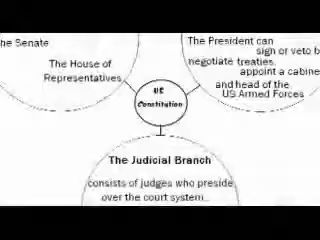 he Senate
The House of
Representatives
The President can
sign or veto b
negotiate treaties,
appoint a cabine
and head of the
US Armed Forces
US
Constitution
The Judicial Branch
consists of judges who preside
over the court system..